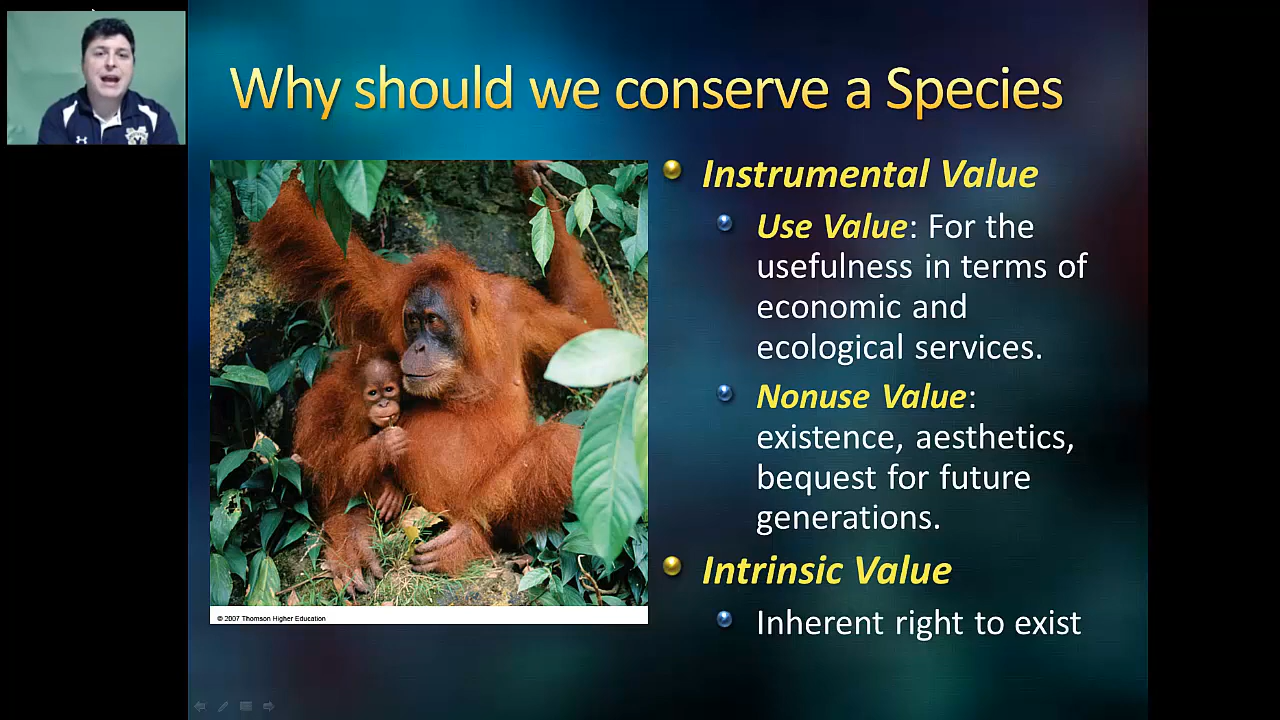 Why should we conserve a Species
Instrumental Value
Use Value: For the
usefulness in terms of
economic and
ecological services.
Nonuse Value:
existence, aesthetics,
bequest for future
generations.
Intrinsic Value
Inherent right to exist
© 2007 Thomson Higher Education